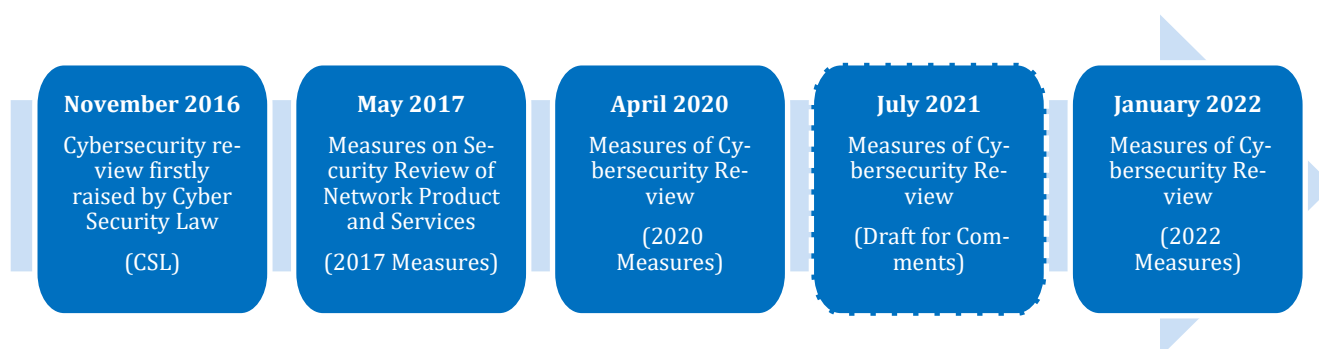 November 2016
Cybersecurity re-
view firstly
raised by Cyber
Security Law
(CSL)
May 2017
Measures on Se-
curity Review of
Network Product
and Services
(2017 Measures)
April 2020
Measures of Cy-
bersecurity Re-
view
(2020
Measures)
July 2021
Measures of Cy-
bersecurity Re-
view
(Draft for Com-
ments)
January 2022
Measures of Cy-
bersecurity Re-
view
(2022
Measures)